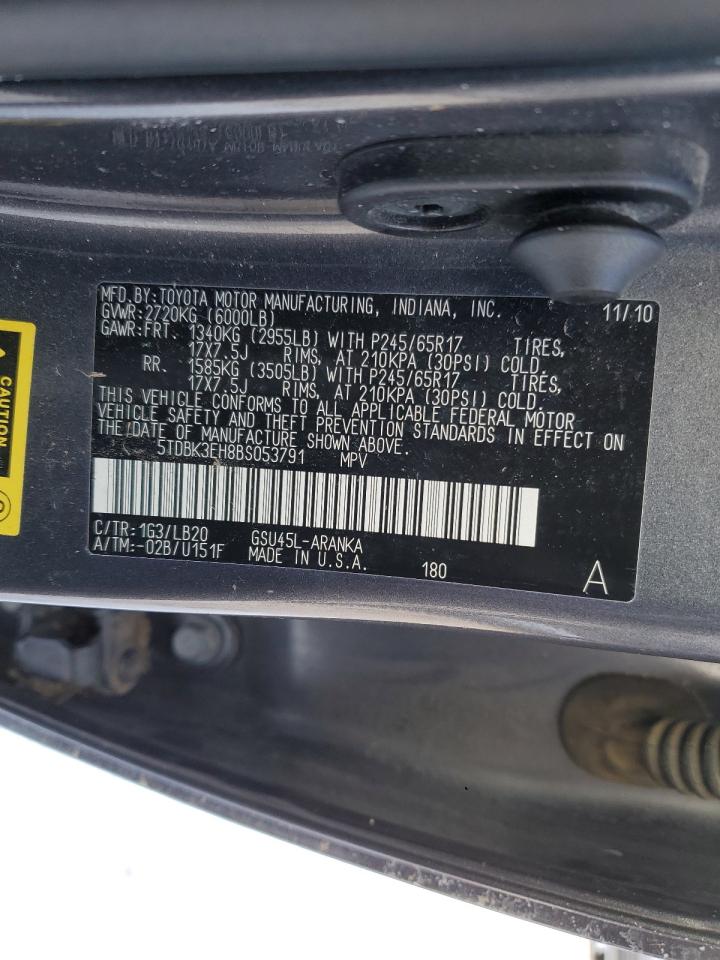 MFD.BY:TOYOTA MOTOR MANUFACTURING, INDIANA, INC. 11/10
GVWR:2720KG (6000LB)
GAWR:FRT. 1340KG (2955LB) WITH P245/65R17 TIRES,
17X7.5J RIMS, AT 210KPA (30PSI) COLD.
RR. 1585KG (3505LB) WITH P245/65R17 TIRES,
17X7.5J RIMS, AT 210KPA (30PSI) COLD.
THIS VEHICLE CONFORMS TO ALL APPLICABLE FEDERAL MOTOR
VEHICLE SAFETY AND THEFT PREVENTION STANDARDS IN EFFECT ON
THE DATE OF MANUFACTURE SHOWN ABOVE.
5TDBK3EH8BS053791 MPV
C/TR:1G3/LB20 GSU45L-ARANKA
A/TM:-02B/U151F MADE IN U.S.A. 180 A
CAUTION